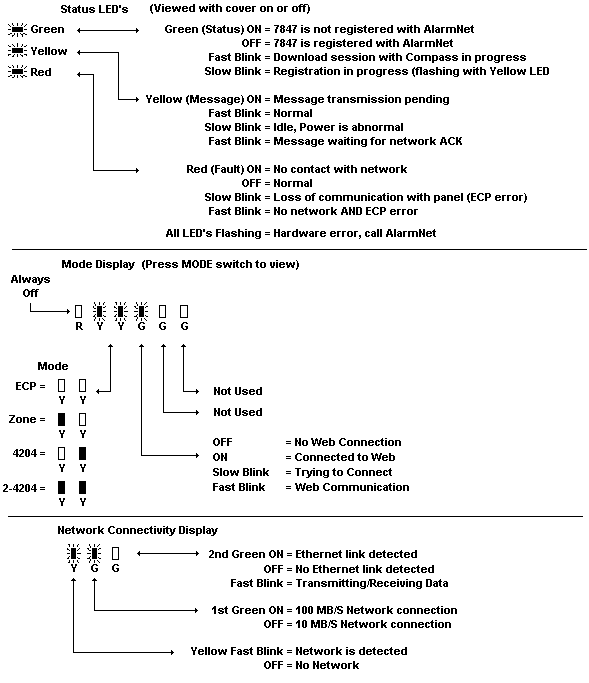 Status LED's (Viewed with cover on or off)
Green Green (Status) ON = 7847 is not registered with AlarmNet
OFF = 7847 is registered with AlarmNet
Yellow Fast Blink = Download session with Compass in progress
Red Slow Blink = Registration in progress (flashing with Yellow LED
Yellow (Message) ON = Message transmission pending
Fast Blink = Normal
Slow Blink = Idle, Power is abnormal
Fast Blink = Message waiting for network ACK
Red (Fault) ON = No contact with network
OFF = Normal
Slow Blink = Loss of communication with panel (ECP error)
Fast Blink = No network AND ECP error
All LED's Flashing = Hardware error, call AlarmNet
Mode Display (Press MODE switch to view)
Always
Off
R Y Y G G G
Mode
ECP =
Y Y
Not Used
Zone =
Y Y
Not Used
4204 =
Y Y
2-4204 =
Y Y
OFF = No Web Connection
ON = Connected to Web
Slow Blink = Trying to Connect
Fast Blink = Web Communication
Network Connectivity Display
Y G G
2nd Green ON = Ethernet link detected
OFF = No Ethernet link detected
Fast Blink = Transmitting/Receiving Data
1st Green ON = 100 MB/S Network connection
OFF = 10 MB/S Network connection
Yellow Fast Blink = Network is detected
OFF = No Network